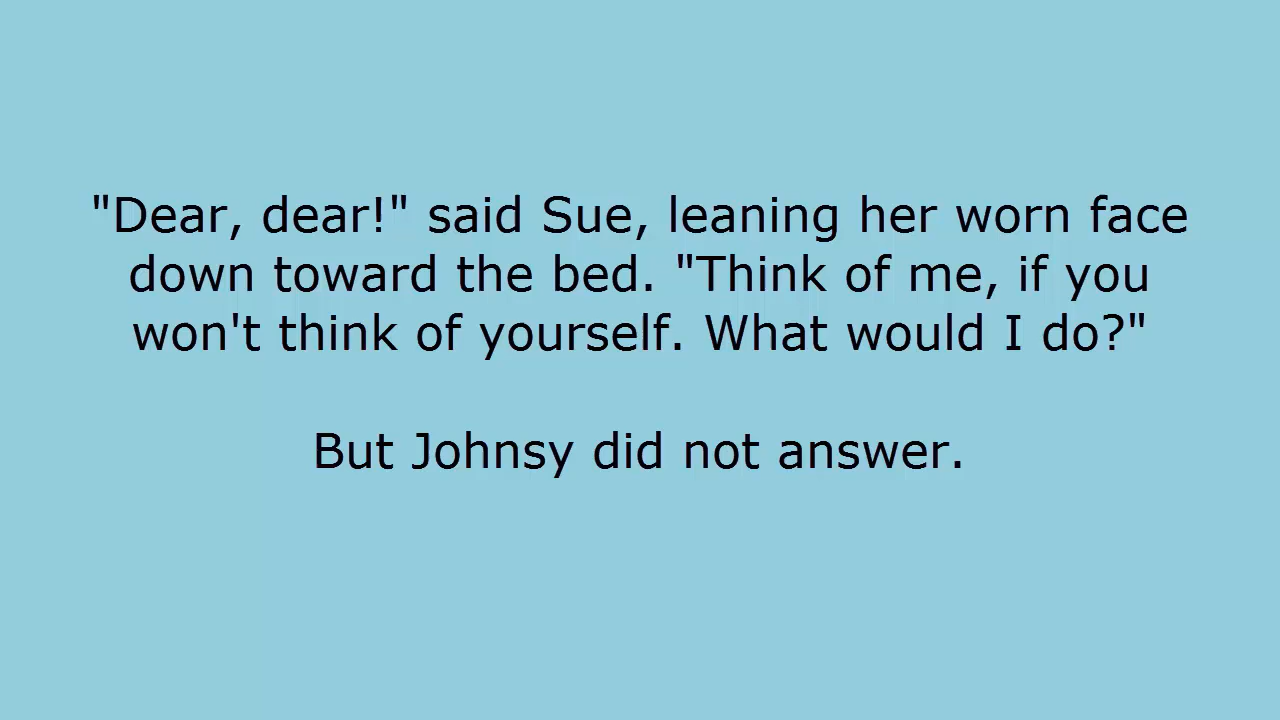 "Dear, dear!" said Sue, leaning her worn face
down toward the bed. "Think of me, if you
won't think of yourself. What would I do?"
But Johnsy did not answer.